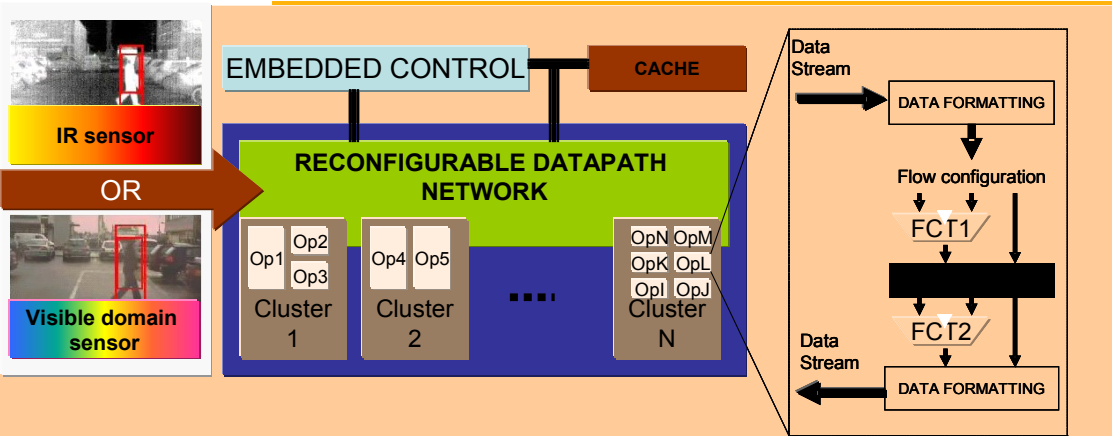 IR sensor
OR
Visible domain
sensor
EMBEDDED CONTROL
CACHE
RECONFIGURABLE DATAPATH
NETWORK
Op1
Op2
Op3
Cluster
1
Op4
Op5
Cluster
2
....
OpN
OpM
OpK
OpL
OpI
OpJ
Cluster
N
Data
Stream
DATA FORMATTING
Flow configuration
FCT1
FCT2
Data
Stream
DATA FORMATTING